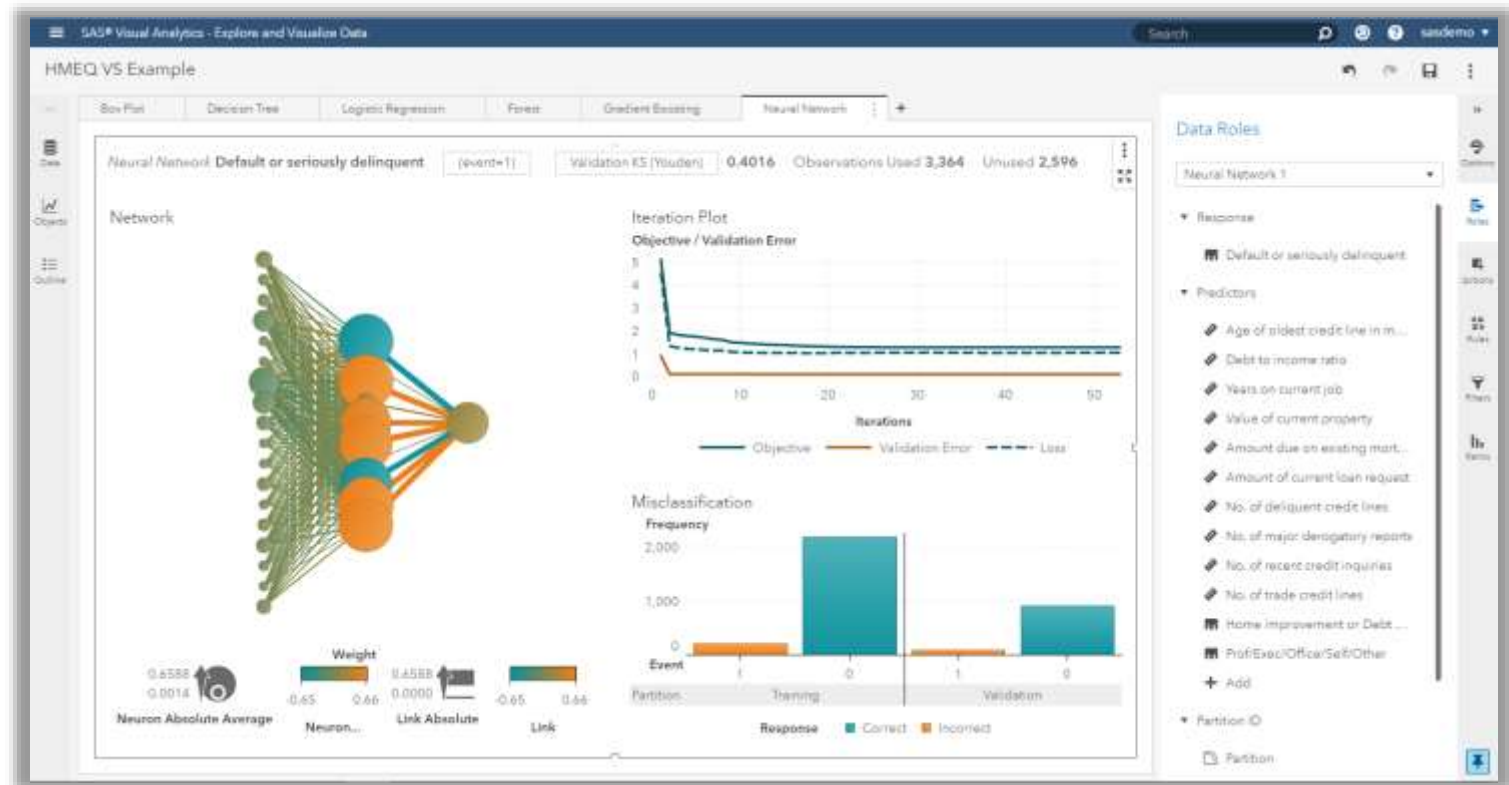 SAS® Visual Analytics - Explore and Visualize Data
Search
sasdemo
HMEQ VS Example
Box Plot Decision Tree Logistic Regression Forest Gradient Boosting Neural Network +
Data
Objects
Outline
Neural Network Default or seriously delinquent (event=1) Validation KS (Youden) 0.4016 Observations Used 3,364 Unused 2,596
Network
Weight
0.6588
0.0014
Neuron Absolute Average
-0.65 0.66
Neuron...
0.6588
0.0000
Link Absolute
-0.65 0.66
Link
Iteration Plot
Objective / Validation Error
5
4
3
2
1
0
0 10 20 30 40 50
Iterations
Objective Validation Error Loss
Misclassification
Frequency
2,000
1,000
0
Event 1 0 1 0
Partition Training Validation
Response Correct Incorrect
Data Roles
Neural Network 1
Response
Default or seriously delinquent
Predictors
Age of oldest credit line in m...
Debt to income ratio
Years on current job
Value of current property
Amount due on existing mort...
Amount of current loan request
No. of deliquent credit lines
No. of major derogatory reports
No. of recent credit inquiries
No. of trade credit lines
Home improvement or Debt ...
Prof/Exec/Office/Self/Other
+ Add
Partition ID
Partition
Options
Roles
Actions
Rules
Filters
Ranks